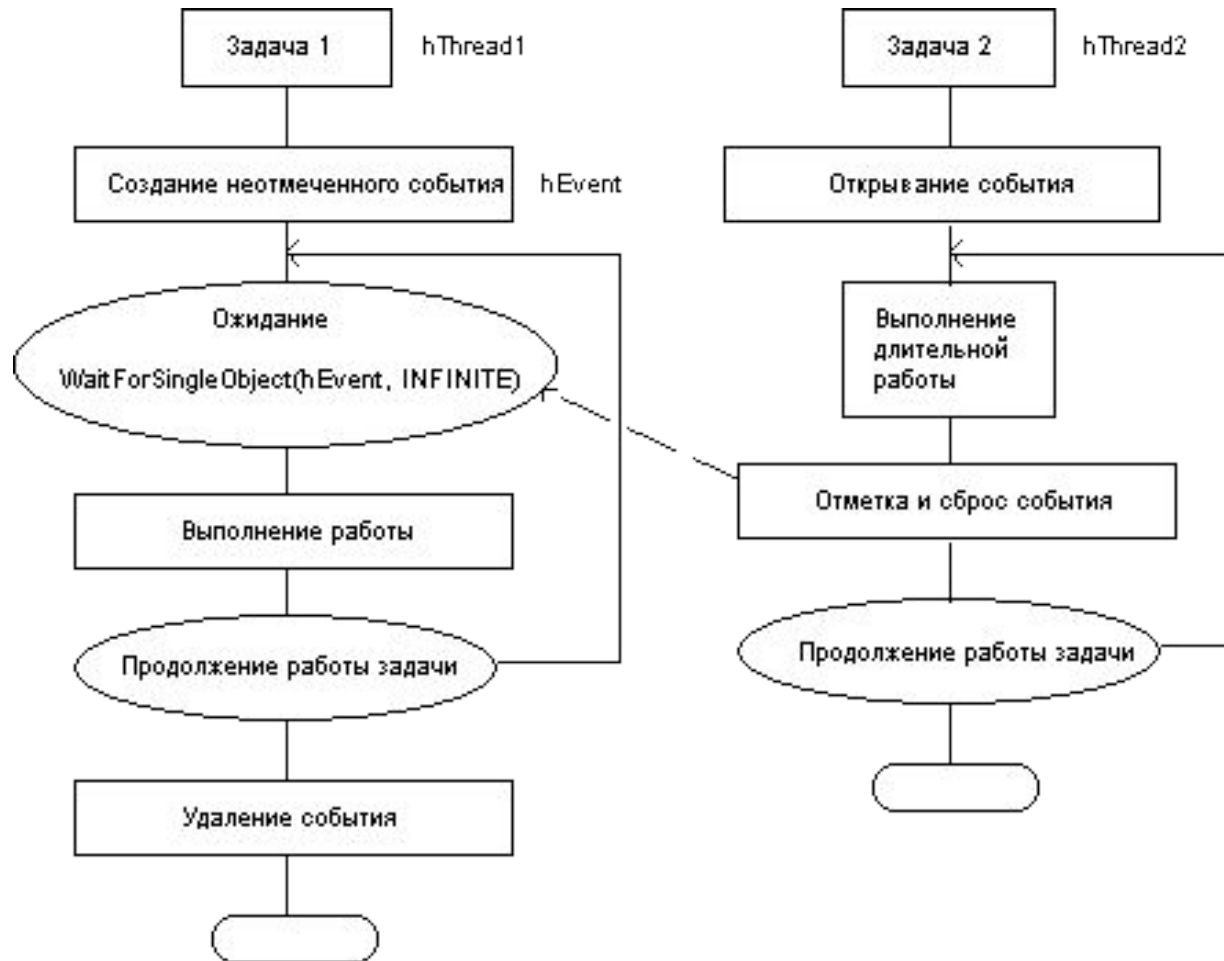 Задача 1
hThread1
Создание неотмеченного события
hEvent
Ожидание
WaitForSingleObject(hEvent, INFINITE)
Выполнение работы
Продолжение работы задачи
Удаление события
Задача 2
hThread2
Открывание события
Выполнение
длительной
работы
Отметка и сброс события
Продолжение работы задачи